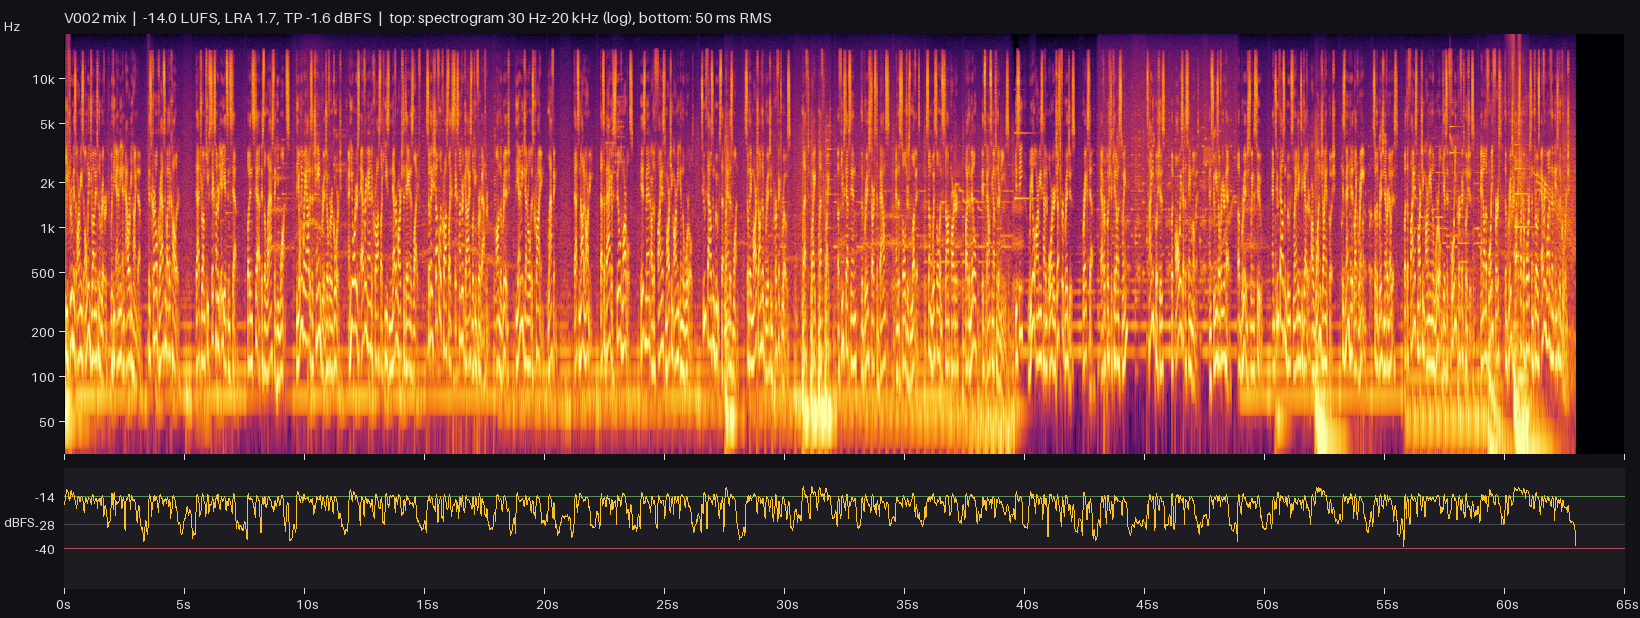 V002 mix | -14.0 LUFS, LRA 1.7, TP -1.6 dBFS | top: spectrogram 30 Hz-20 kHz (log), bottom: 50 ms RMS
Hz
10k
5k
2k
1k
500
200
100
50
-14
dBFS -28
-40
0s 5s 10s 15s 20s 25s 30s 35s 40s 45s 50s 55s 60s 65s